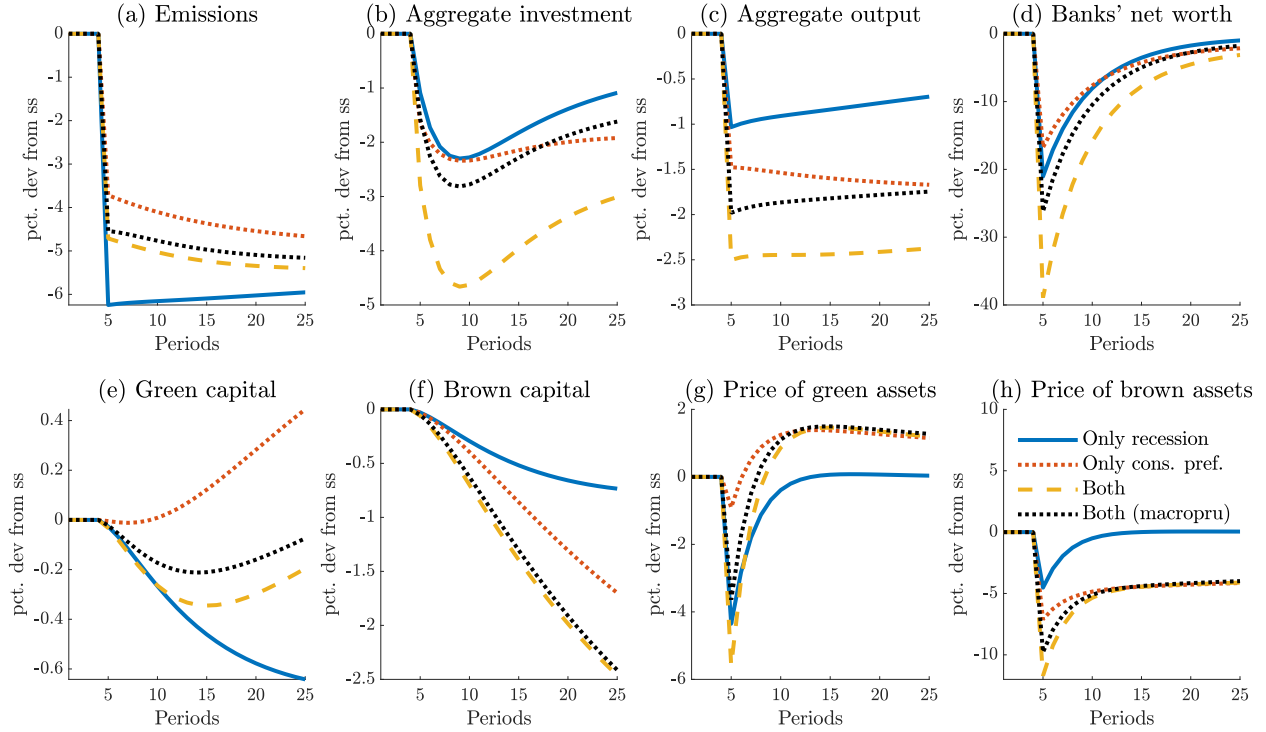 (a) Emissions
(b) Aggregate investment
(c) Aggregate output
(d) Banks' net worth
pct. dev from ss
0
-1
-2
-3
-4
-5
-6
5 10 15 20 25
Periods
pct. dev from ss
0
-1
-2
-3
-4
-5
5 10 15 20 25
Periods
pct. dev from ss
0
-0.5
-1
-1.5
-2
-2.5
-3
5 10 15 20 25
Periods
pct. dev from ss
0
-10
-20
-30
-40
5 10 15 20 25
Periods
(e) Green capital
(f) Brown capital
(g) Price of green assets
(h) Price of brown assets
pct. dev from ss
0.4
0.2
0
-0.2
-0.4
-0.6
5 10 15 20 25
Periods
pct. dev from ss
0
-0.5
-1
-1.5
-2
-2.5
5 10 15 20 25
Periods
pct. dev from ss
2
0
-2
-4
-6
5 10 15 20 25
Periods
pct. dev from ss
10
5
0
-5
-10
5 10 15 20 25
Periods
Only recession
Only cons. pref.
Both
Both (macropru)